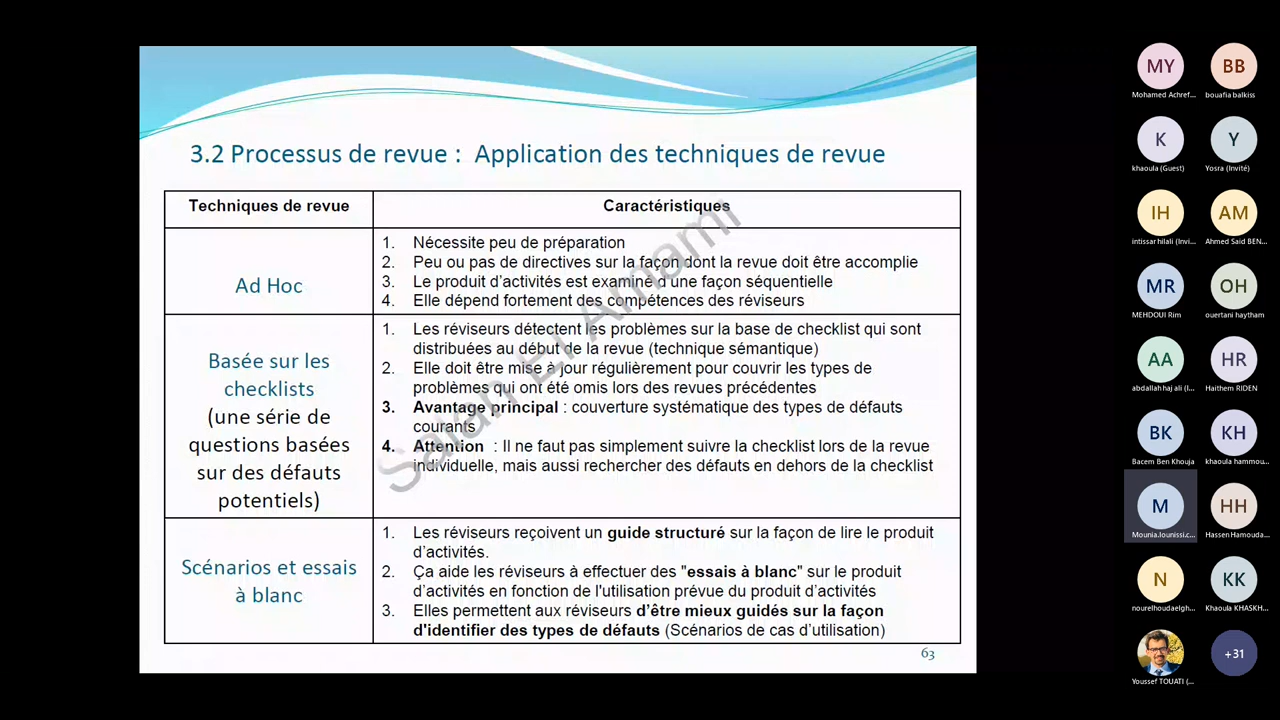 3.2 Processus de revue : Application des techniques de revue
Techniques de revue
Caractéristiques
Ad Hoc
1. Nécessite peu de préparation
2. Peu ou pas de directives sur la façon dont la revue doit être accomplie
3. Le produit d'activités est examiné d'une façon séquentielle
4. Elle dépend fortement des compétences des réviseurs
Basée sur les
checklists
(une série de
questions basées
sur des défauts
potentiels)
1. Les réviseurs détectent les problèmes sur la base de checklist qui sont
distribuées au début de la revue (technique sémantique)
2. Elle doit être mise à jour régulièrement pour couvrir les types de
problèmes qui ont été omis lors des revues précédentes
3. Avantage principal : couverture systématique des types de défauts
courants
4. Attention : Il ne faut pas simplement suivre la checklist lors de la revue
individuelle, mais aussi rechercher des défauts en dehors de la checklist
Scénarios et essais
à blanc
1. Les réviseurs reçoivent un guide structuré sur la façon de lire le produit
d'activités.
2. Ça aide les réviseurs à effectuer des "essais à blanc" sur le produit
d'activités en fonction de l'utilisation prévue du produit d'activités
3. Elles permettent aux réviseurs d'être mieux guidés sur la façon
d'identifier des types de défauts (Scénarios de cas d'utilisation)
63
Salah El Amami
MY
Mohamed Achref...
BB
bouafia balkiss
K
khaoula (Guest)
Y
Yosra (Invité)
IH
intissar hilali (Invi...
AM
Ahmed Said BEN...
MR
MEHDOUI Rim
OH
ouertani haytham
AA
abdallah haj ali (I...
HR
Haithem RIDEN
BK
Bacem Ben Khouja
KH
khaoula hammou...
M
Mounia.lounissi.c...
HH
Hassen Hamouda...
N
nourelhoudaelgh...
KK
Khaoula KHASKH...
Youssef TOUATI (...
+31